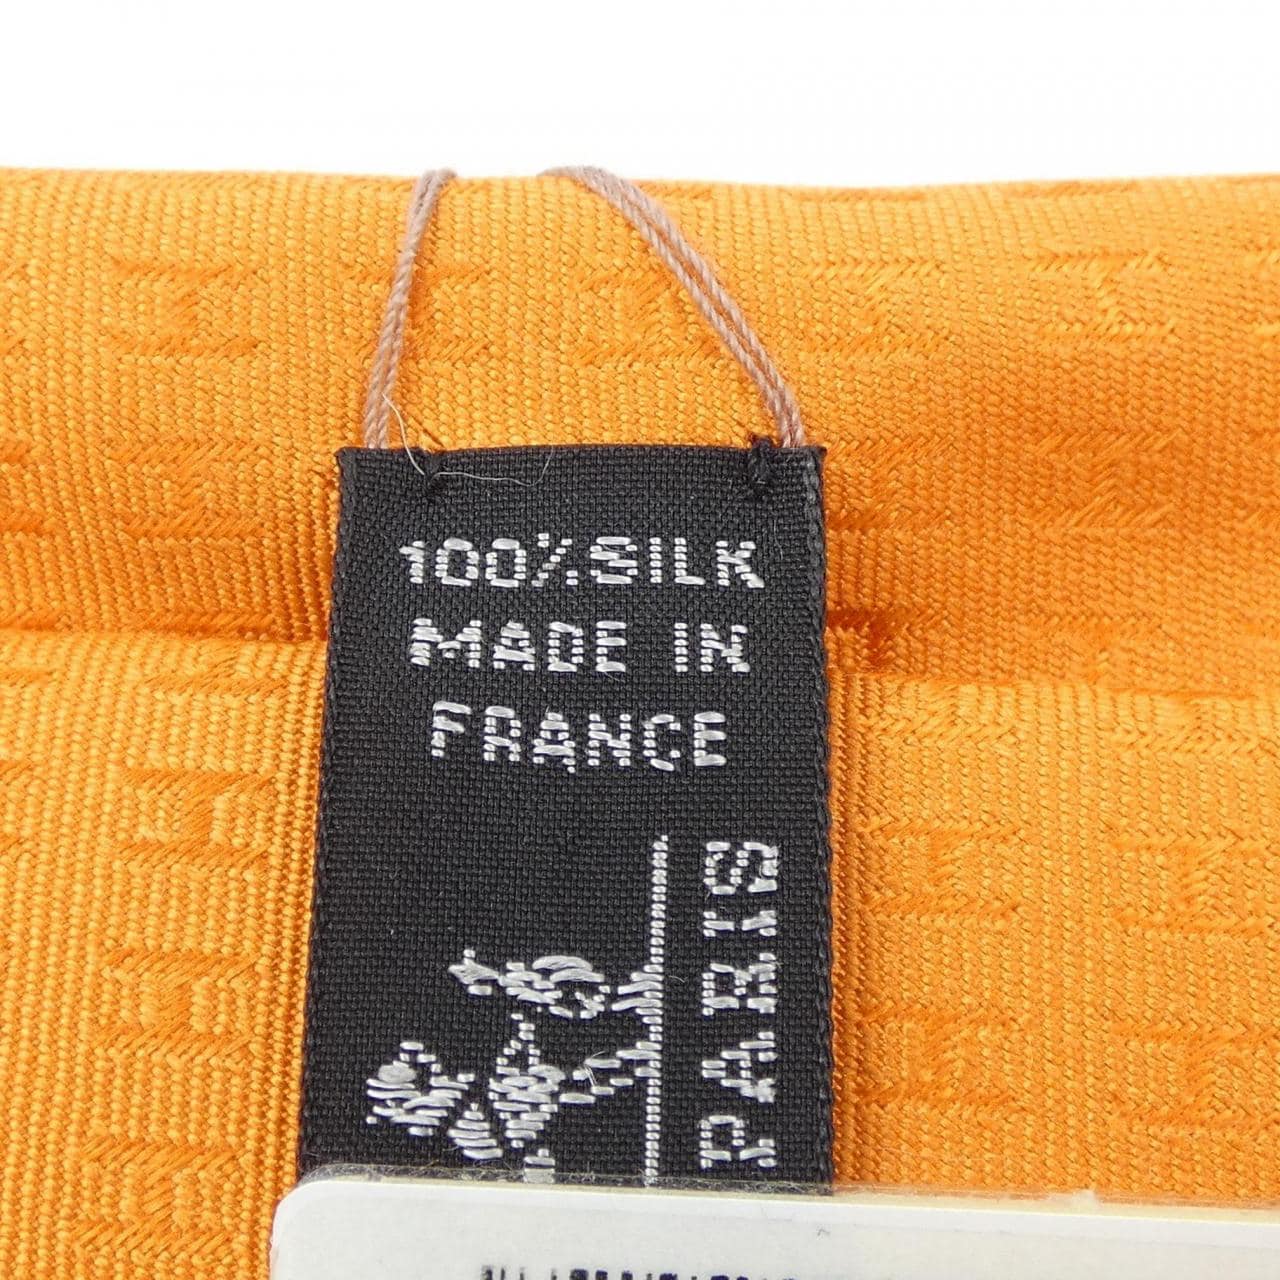 100% SILK
MADE IN
FRANCE
PARIS